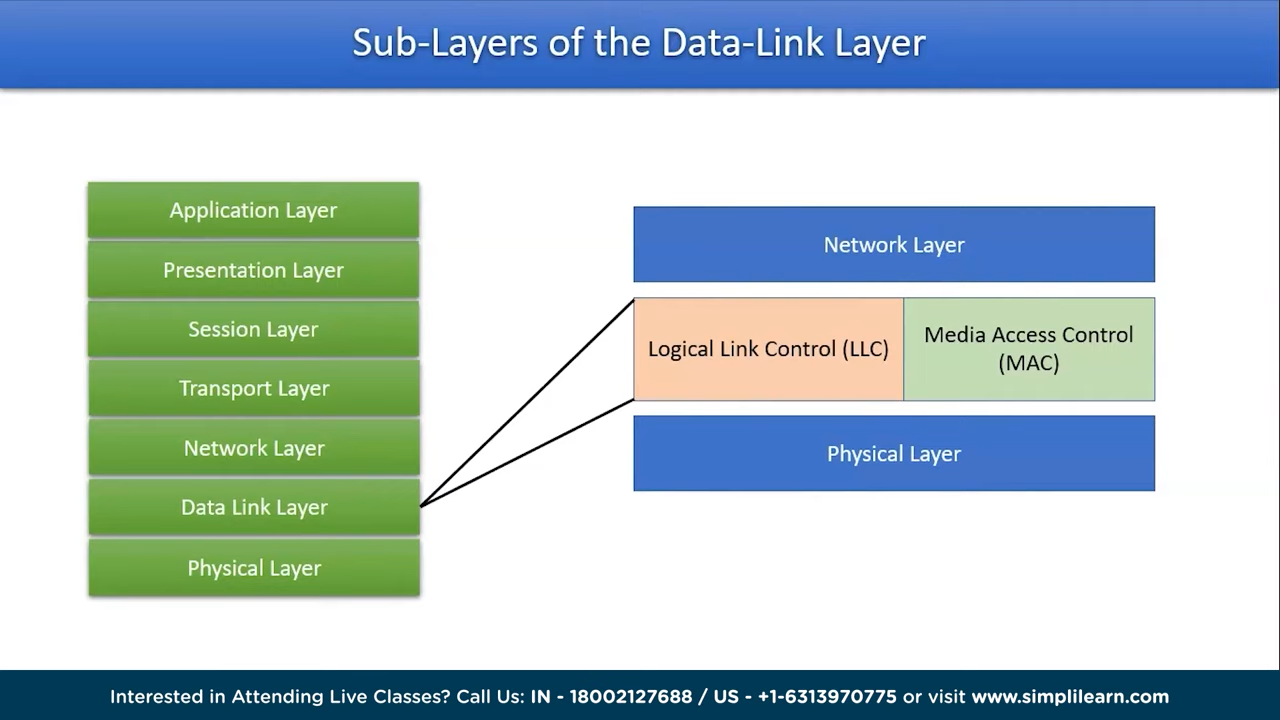 Sub-Layers of the Data-Link Layer
Application Layer
Presentation Layer
Session Layer
Transport Layer
Network Layer
Data Link Layer
Physical Layer
Network Layer
Logical Link Control (LLC)
Media Access Control
(MAC)
Physical Layer
Interested in Attending Live Classes? Call Us: IN - 18002127688 / US - +1-6313970775 or visit www.simplilearn.com